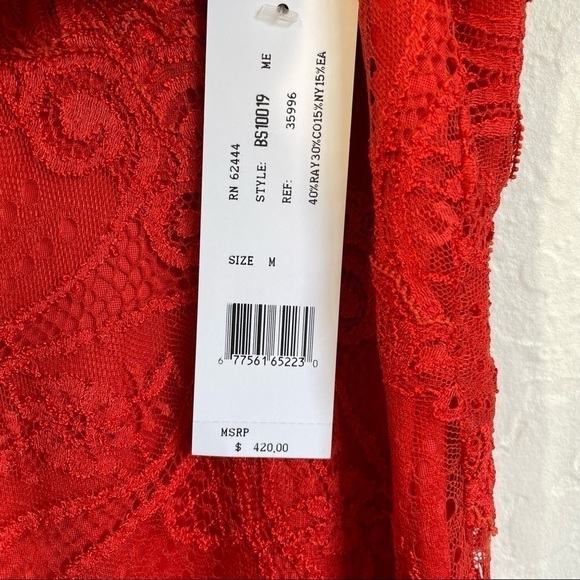 RN 62444
STYLE: BS10019 ME
REF: 35996
40%RAY30%CO15%NY15%EA
SIZE M
6 77561 65223 0
MSRP
$ 420,00